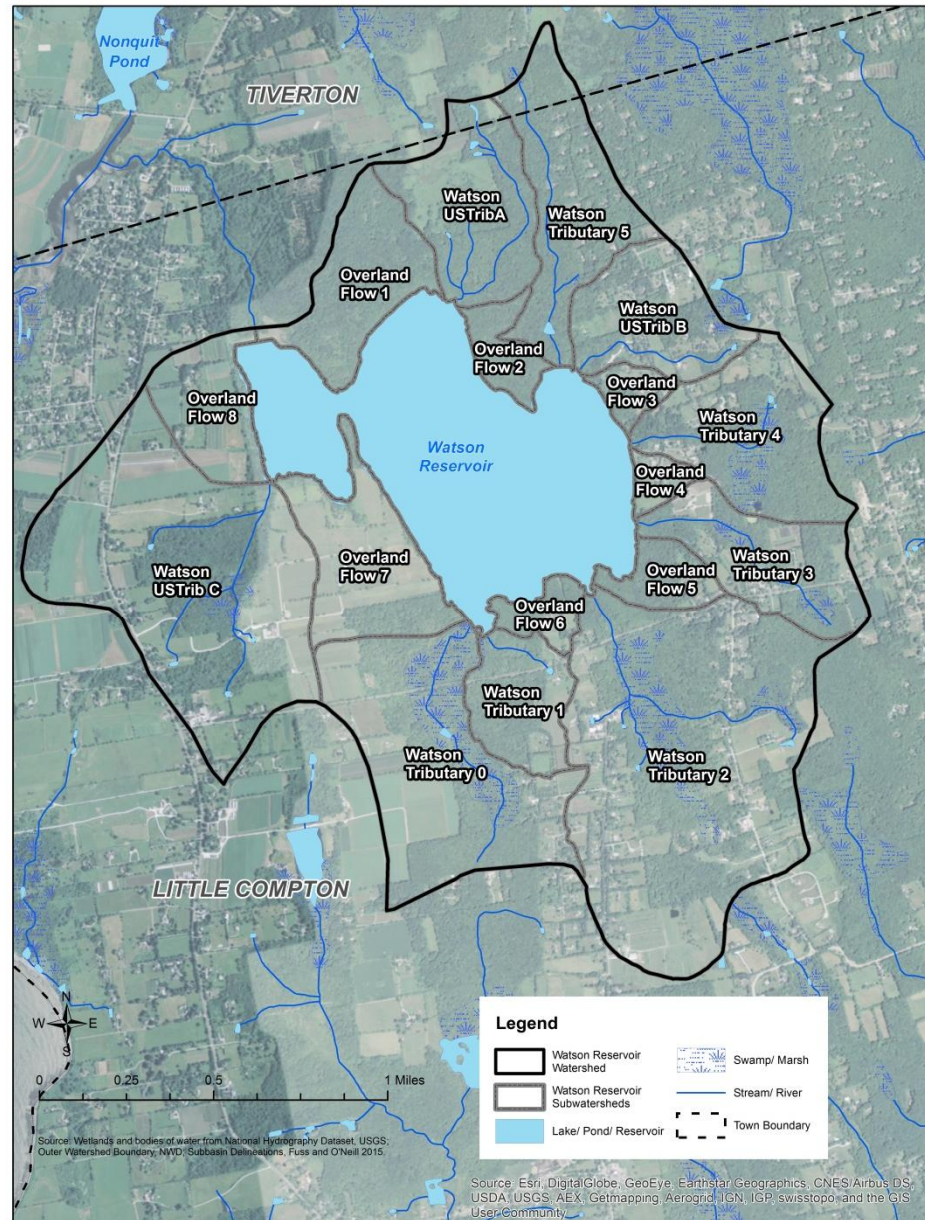 Nonquit
Pond
TIVERTON
Watson
USTribA
Watson
Tributary 5
Overland
Flow 1
Watson
USTrib B
Overland
Flow 2
Overland
Flow 3
Overland
Flow 8
Watson
Tributary 4
Watson
Reservoir
Overland
Flow 4
Overland
Flow 7
Watson
USTrib C
Overland
Flow 5
Watson
Tributary 3
Overland
Flow 6
Watson
Tributary 1
Watson
Tributary 0
Watson
Tributary 2
LITTLE COMPTON
N
W E
S
0 0.25 0.5 1 Miles
Source: Wetlands and bodies of water from National Hydrography Dataset, USGS;
Outer Watershed Boundary, NWD; Subbasin Delineations, Fuss and O'Neill 2015.
Legend
Watson Reservoir
Watershed
Watson Reservoir
Subwatersheds
Lake/ Pond/ Reservoir
Swamp/ Marsh
Stream/ River
Town Boundary
Source: Esri, DigitalGlobe, GeoEye, Earthstar Geographics, CNES/Airbus DS,
USDA, USGS, AEX, Getmapping, Aerogrid, IGN, IGP, swisstopo, and the GIS
User Community